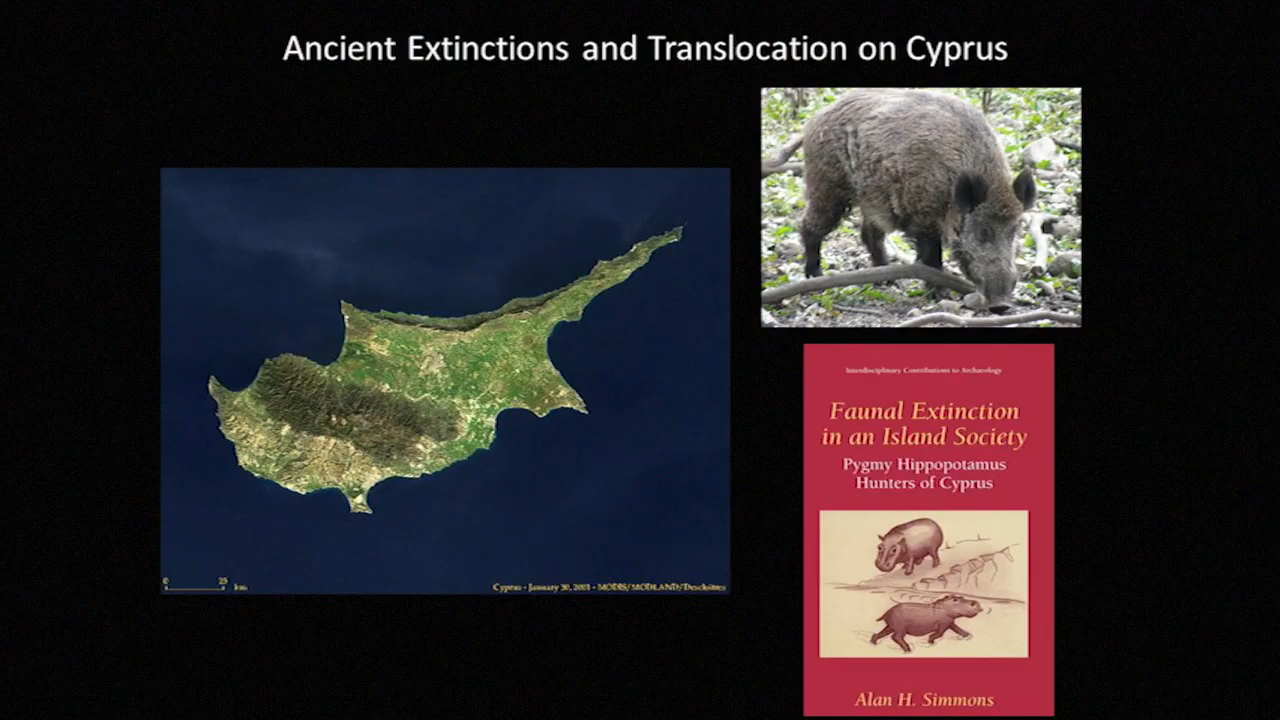 Ancient Extinctions and Translocation on Cyprus
Interdisciplinary Contributions to Archaeology
Faunal Extinction
in an Island Society
Pygmy Hippopotamus
Hunters of Cyprus
0 25 km
Cyprus - January 30, 2001 - MODIS/MODLAND/Descloitres
Alan H. Simmons